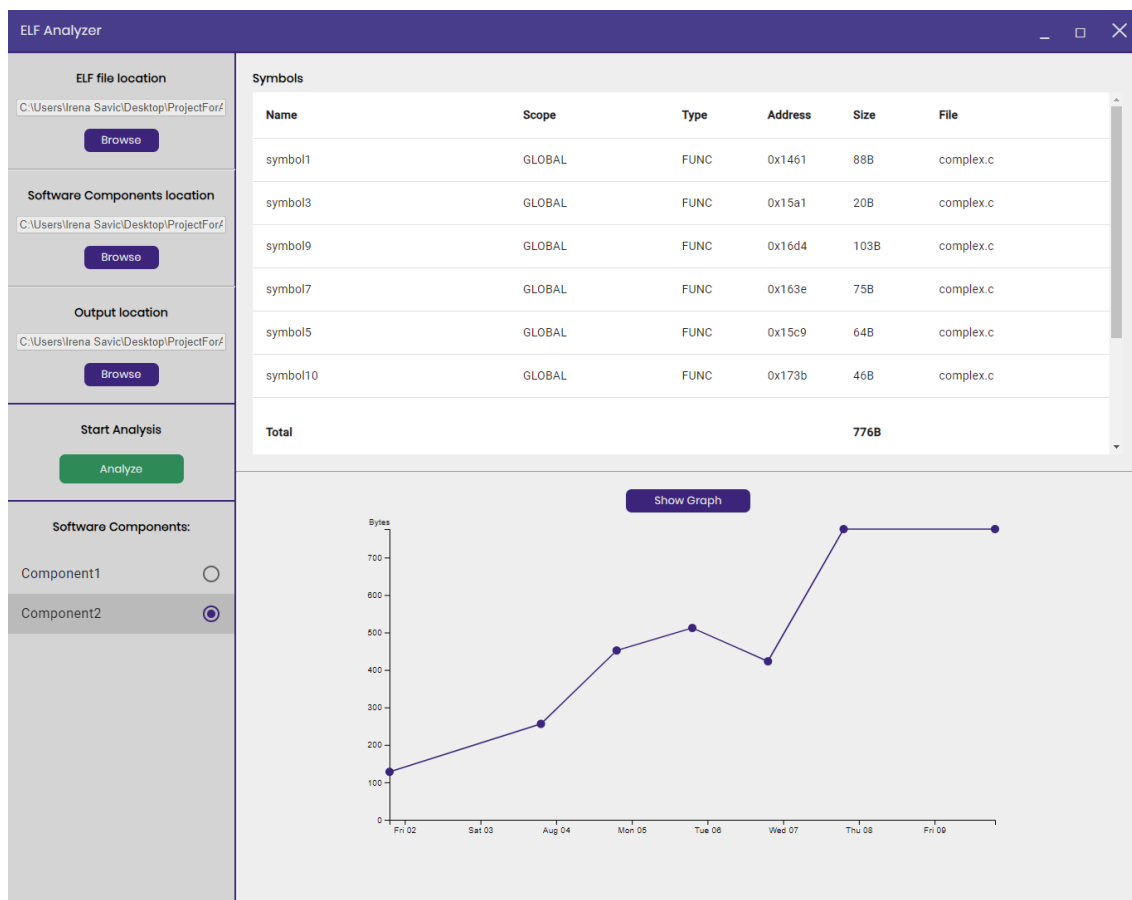 ELF Analyzer
ELF file location
C:\Users\Irena Savic\Desktop\ProjectForA
Browse
Software Components location
C:\Users\Irena Savic\Desktop\ProjectForA
Browse
Output location
C:\Users\Irena Savic\Desktop\ProjectForA
Browse
Start Analysis
Analyze
Software Components:
Component1
Component2
Symbols
Name Scope Type Address Size File
symbol1 GLOBAL FUNC 0x1461 88B complex.c
symbol3 GLOBAL FUNC 0x15a1 20B complex.c
symbol9 GLOBAL FUNC 0x16d4 103B complex.c
symbol7 GLOBAL FUNC 0x163e 75B complex.c
symbol5 GLOBAL FUNC 0x15c9 64B complex.c
symbol10 GLOBAL FUNC 0x173b 46B complex.c
Total 776B
Show Graph
Bytes
700
600
500
400
300
200
100
0
Fri 02 Sat 03 Aug 04 Mon 05 Tue 06 Wed 07 Thu 08 Fri 09